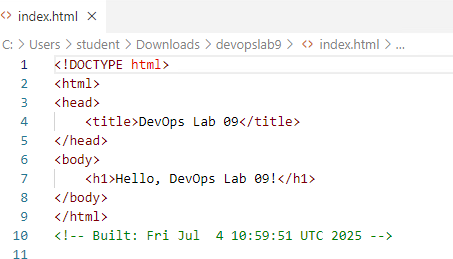 index.html ×
C: > Users > student > Downloads > devopslab9 > index.html > ...
1 <!DOCTYPE html>
2 <html>
3 <head>
4     <title>DevOps Lab 09</title>
5 </head>
6 <body>
7     <h1>Hello, DevOps Lab 09!</h1>
8 </body>
9 </html>
10 <!-- Built: Fri Jul  4 10:59:51 UTC 2025 -->
11